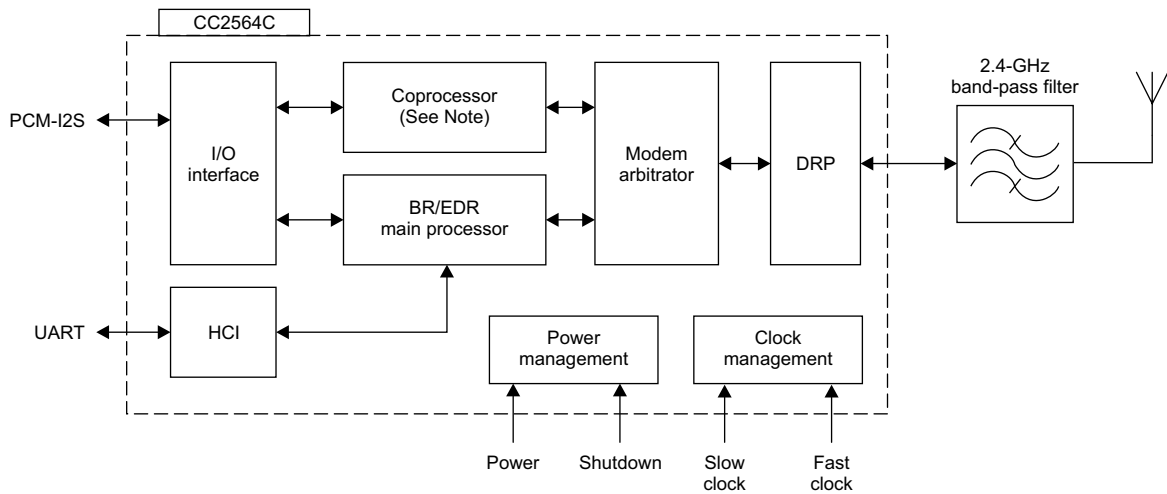 CC2564C
PCM-I2S
I/O
interface
Coprocessor
(See Note)
BR/EDR
main processor
Modem
arbitrator
DRP
2.4-GHz
band-pass filter
UART
HCI
Power
management
Clock
management
Power
Shutdown
Slow
clock
Fast
clock